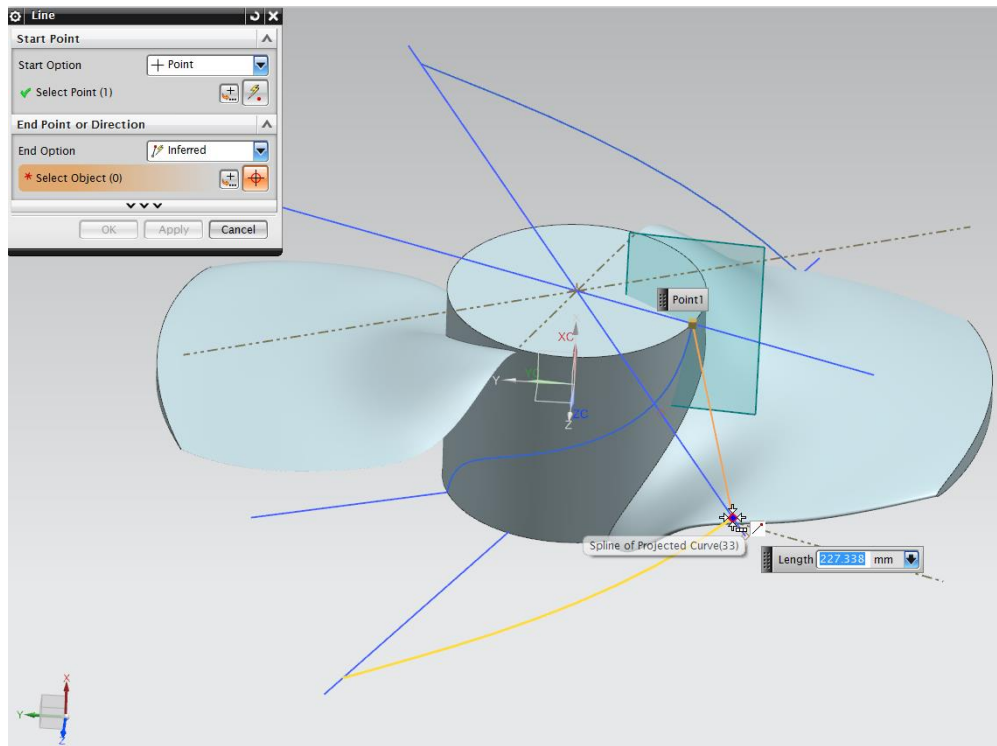 Line
Start Point
Start Option + Point
Select Point (1)
End Point or Direction
End Option Inferred
* Select Object (0)
OK Apply Cancel
Point1
XC
Y YC
ZC
Z
Spline of Projected Curve(33)
Length 227.338 mm
X
Y
Z